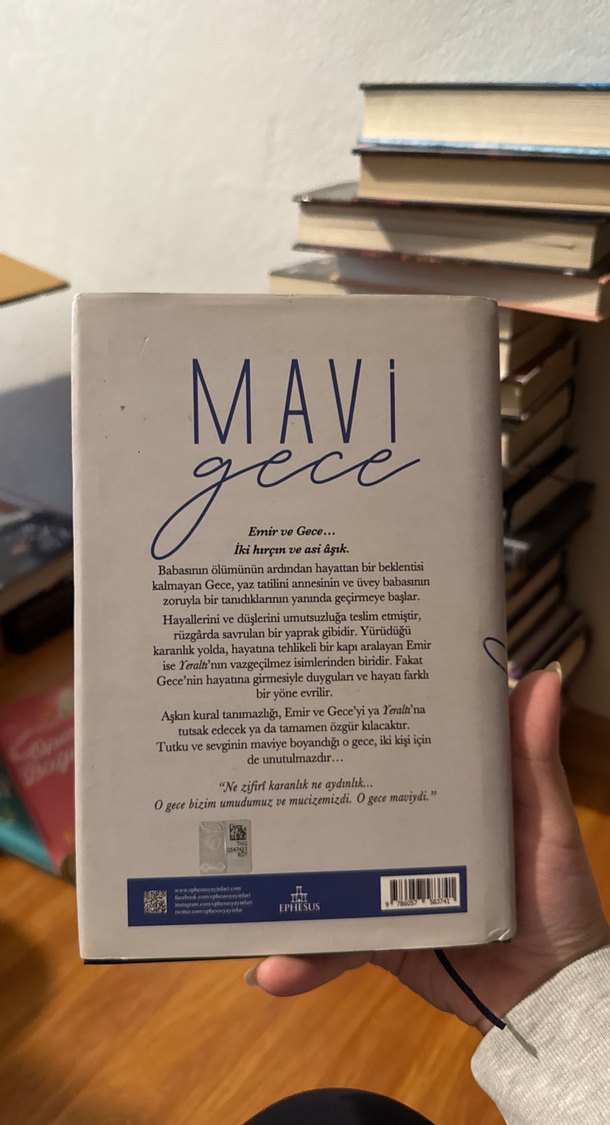 MAVi
gece
Emir ve Gece...
İki hırçın ve asi âşık.
Babasının ölümünün ardından hayattan bir beklentisi
kalmayan Gece, yaz tatilini annesinin ve üvey babasının
zoruyla bir tanıdıklarının yanında geçirmeye başlar.
Hayallerini ve düşlerini umutsuzluğa teslim etmiştir,
rüzgârda savrulan bir yaprak gibidir. Yürüdüğü
karanlık yolda, hayatına tehlikeli bir kapı aralayan Emir
ise Yeraltı'nın vazgeçilmez isimlerinden biridir. Fakat
Gece'nin hayatına girmesiyle duyguları ve hayatı farklı
bir yöne evrilir.
Aşkın kural tanımazlığı, Emir ve Gece'yi ya Yeraltı'na
tutsak edecek ya da tamamen özgür kılacaktır.
Tutku ve sevginin maviye boyandığı o gece, iki kişi için
de unutulmazdır...
"Ne zifirî karanlık ne aydınlık...
O gece bizim umudumuz ve mucizemizdi. O gece maviydi."
www.ephesusyayinlari.com
facebook.com/ephesusyayinlari
instagram.com/ephesusyayinlari
twitter.com/ephesusyayinlar
EPHESUS
9 786057 583741